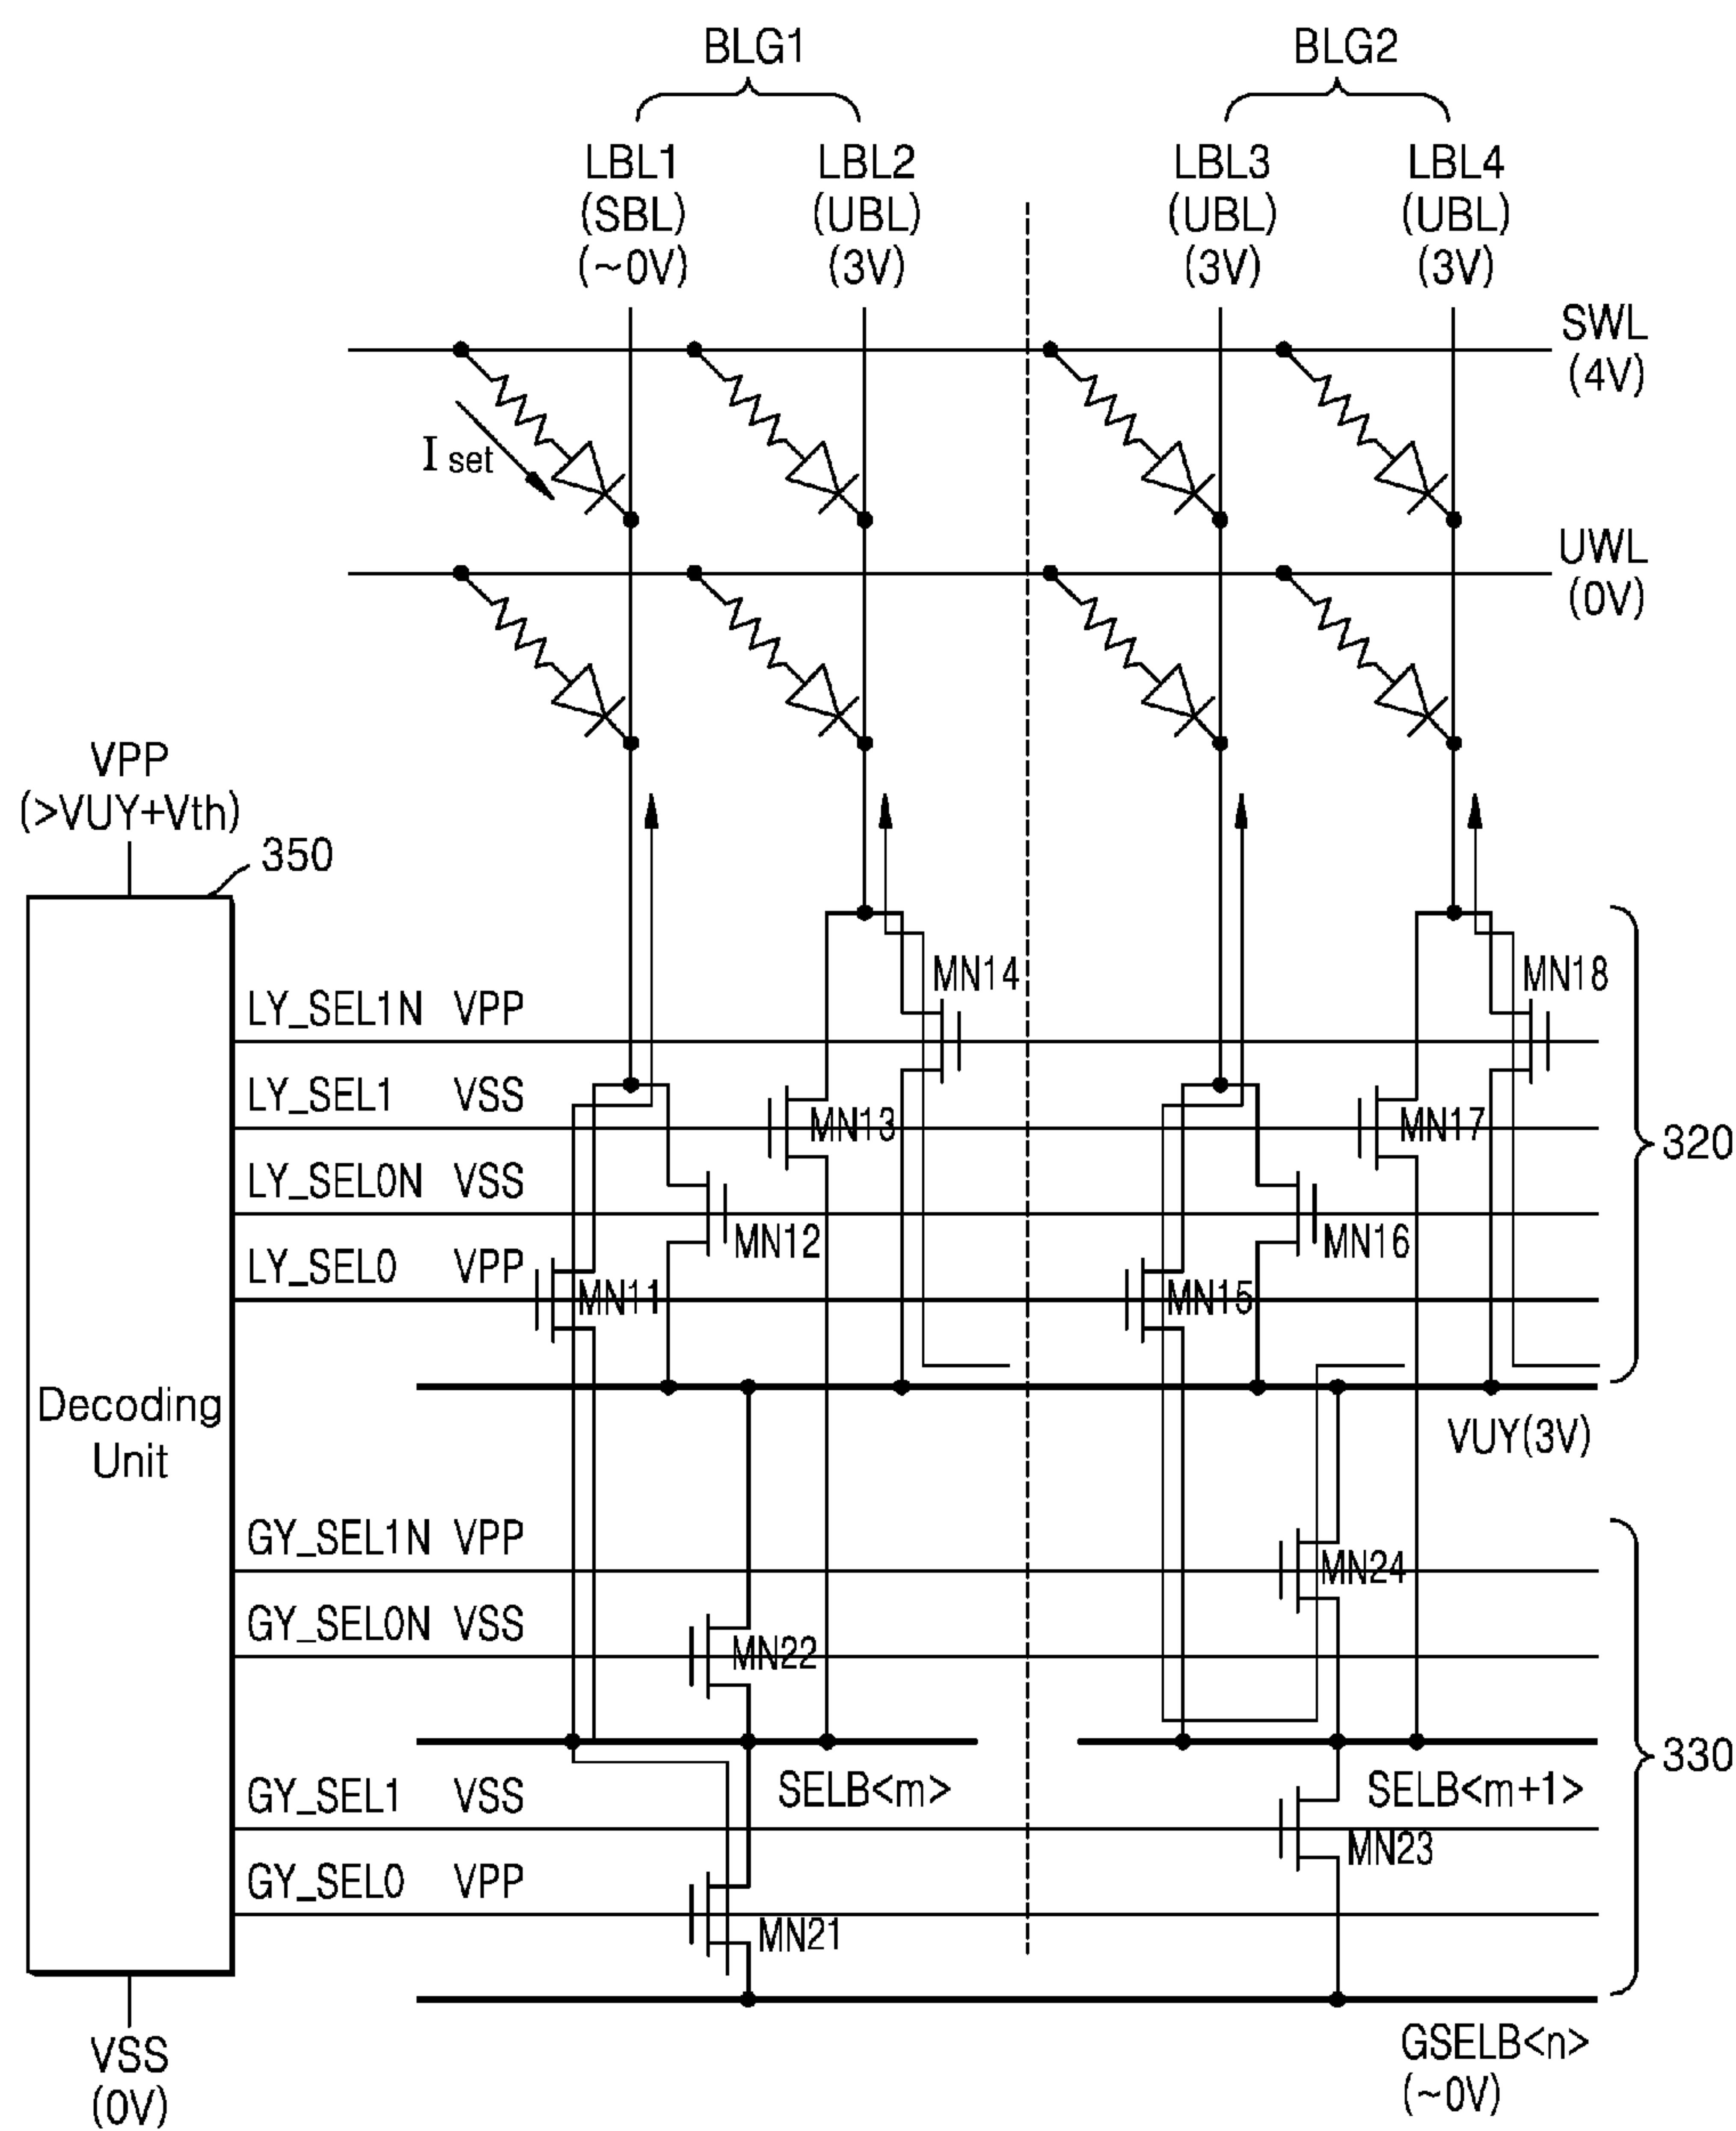 BLG1 BLG2
LBL1 LBL2 LBL3 LBL4
(SBL) (UBL) (UBL) (UBL)
(~0V) (3V) (3V) (3V)
SWL
(4V)
I set
UWL
(0V)
VPP
(>VUY+Vth)
350
MN14 MN18
LY_SEL1N VPP
LY_SEL1 VSS
MN13 MN17
320
LY_SEL0N VSS
MN12 MN16
LY_SEL0 VPP
MN11 MN15
Decoding
Unit
VUY(3V)
GY_SEL1N VPP
MN24
GY_SEL0N VSS
MN22
330
SELB<m> SELB<m+1>
GY_SEL1 VSS
MN23
GY_SEL0 VPP
MN21
VSS
(0V)
GSELB<n>
(~0V)